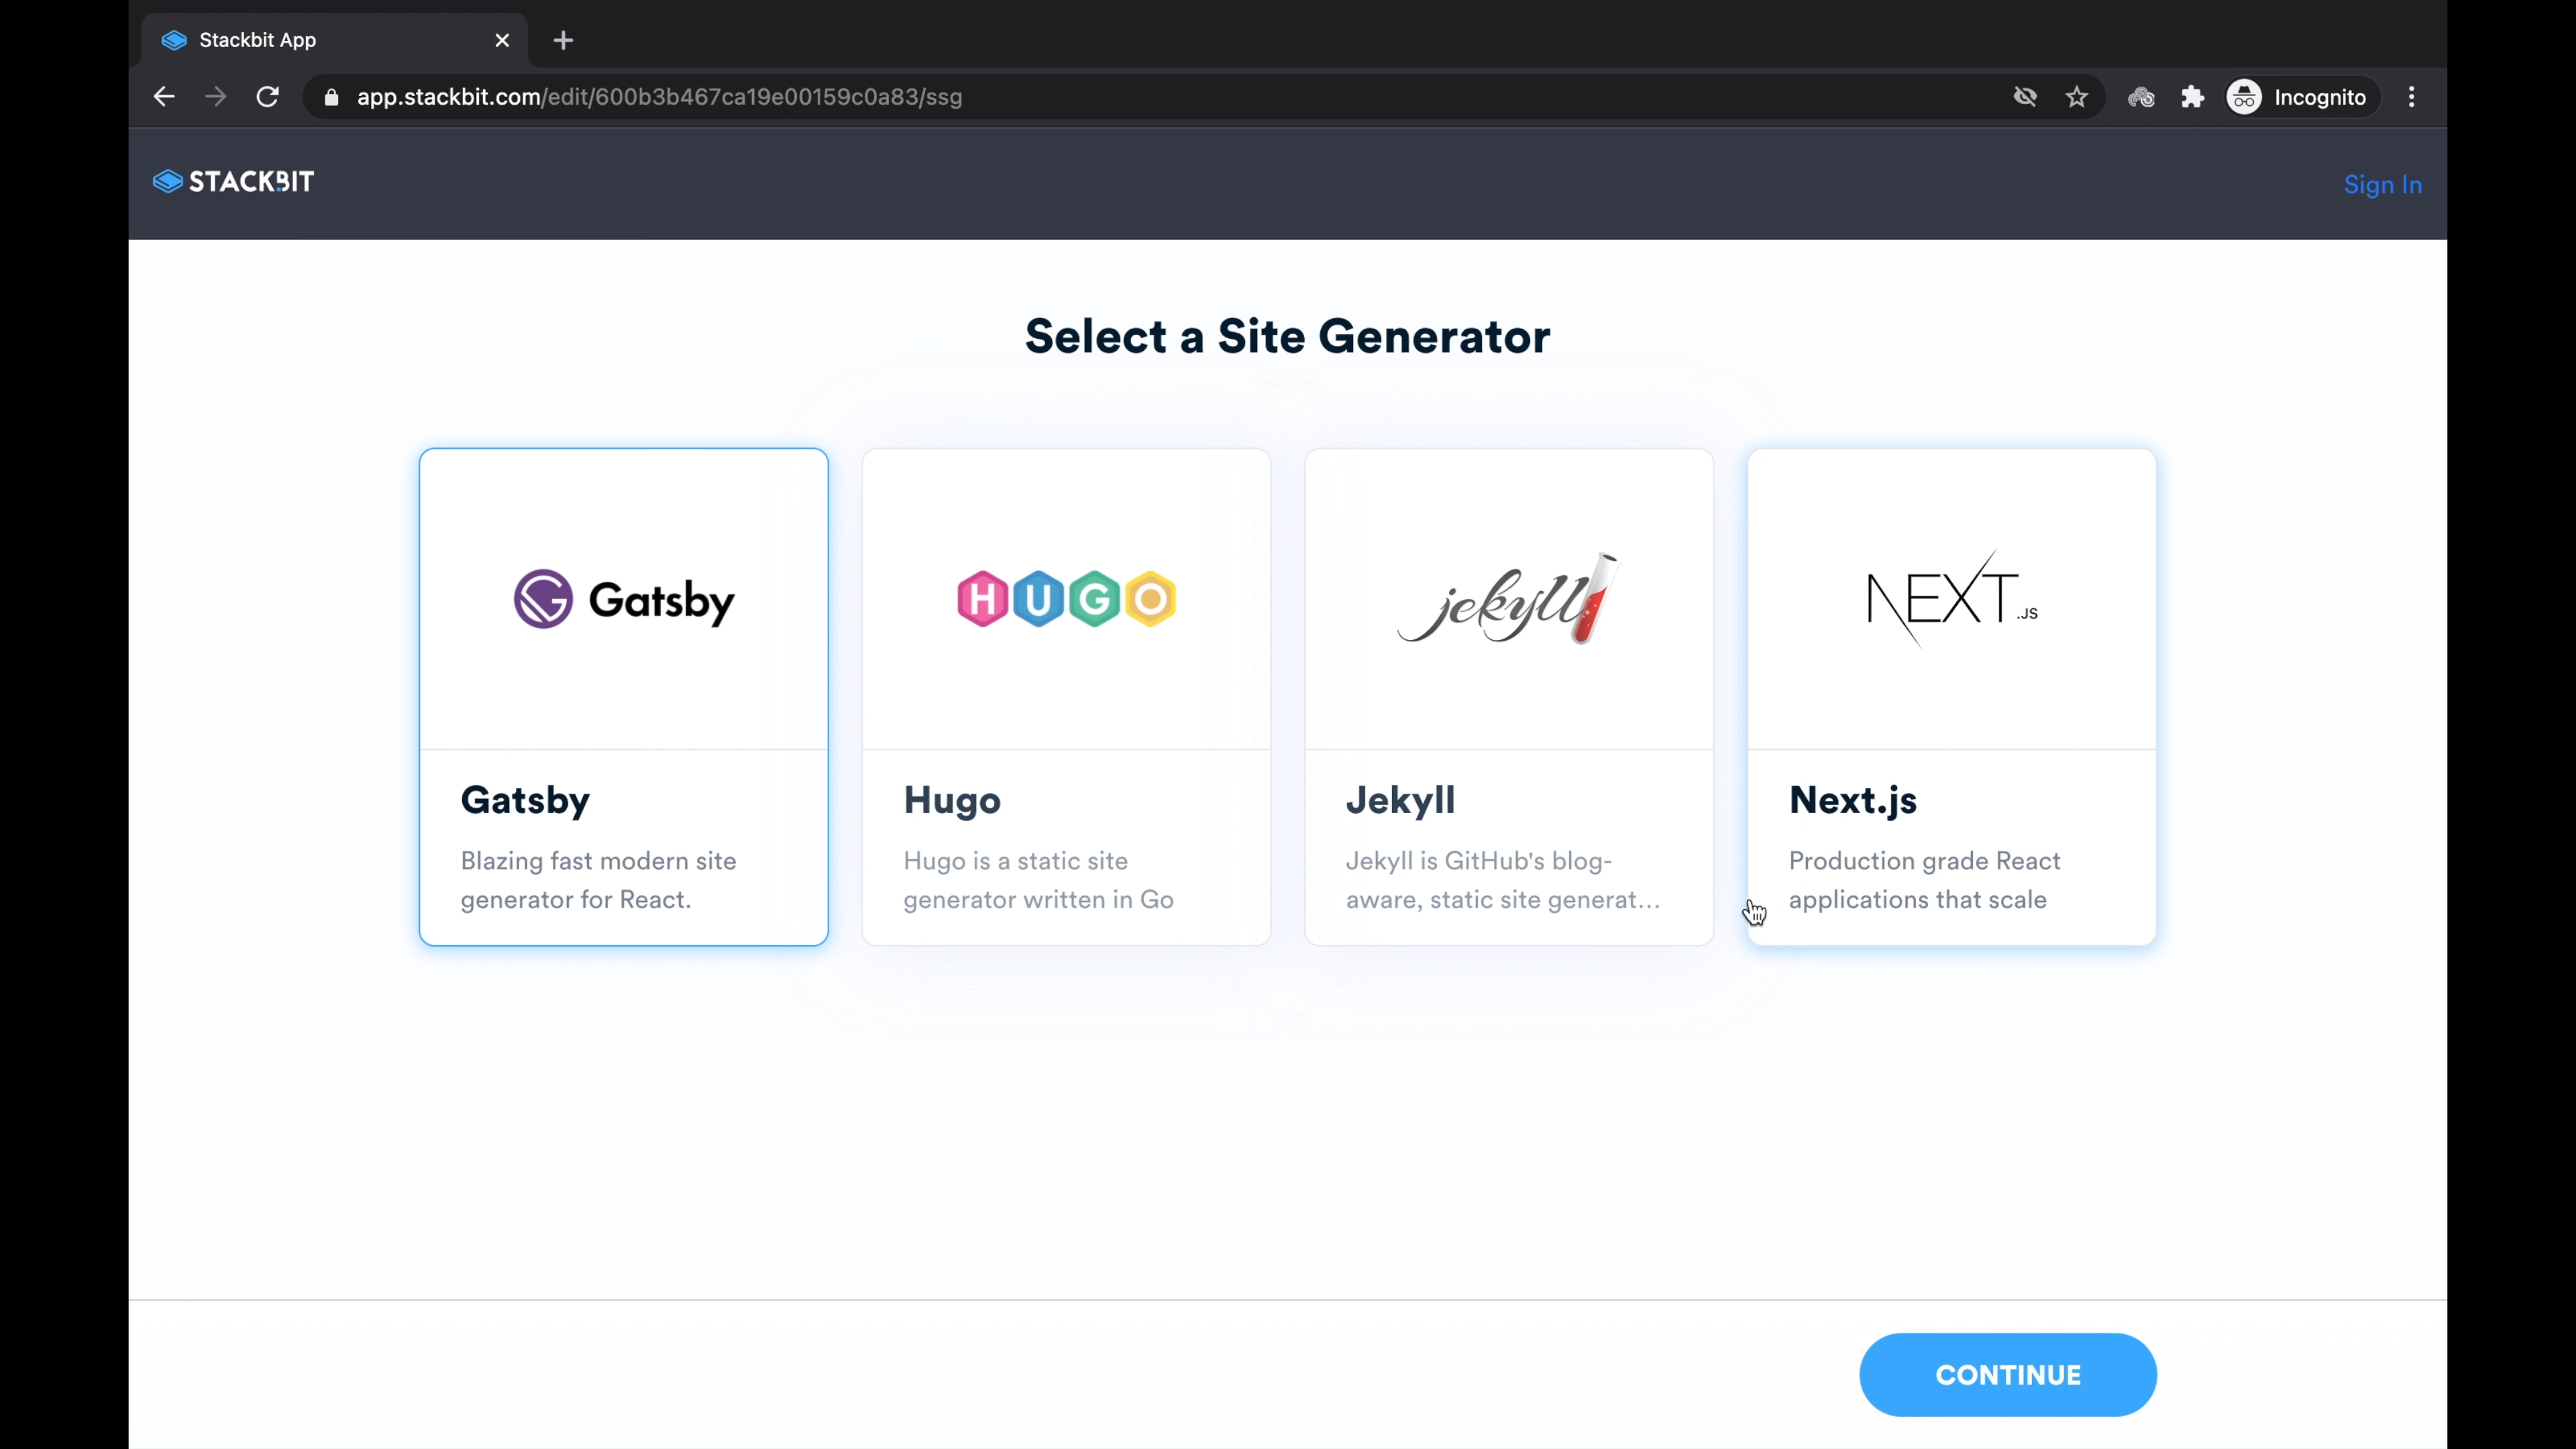 Stackbit App
app.stackbit.com/edit/600b3b467ca19e00159c0a83/ssg
Incognito
STACKBIT
Sign In
Select a Site Generator
Gatsby
HUGO
jekyll
NEXT.JS
Gatsby
Hugo
Jekyll
Next.js
Blazing fast modern site
generator for React.
Hugo is a static site
generator written in Go
Jekyll is GitHub's blog-
aware, static site generat...
Production grade React
applications that scale
CONTINUE